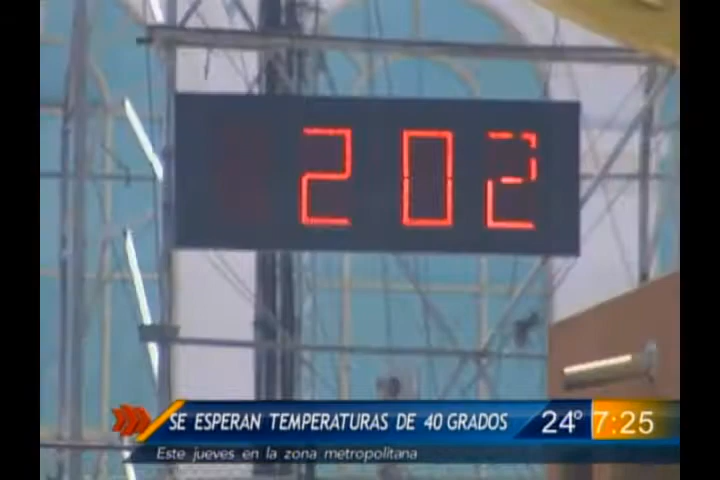 202
SE ESPERAN TEMPERATURAS DE 40 GRADOS
24° 7:25
Este jueves en la zona metropolitana